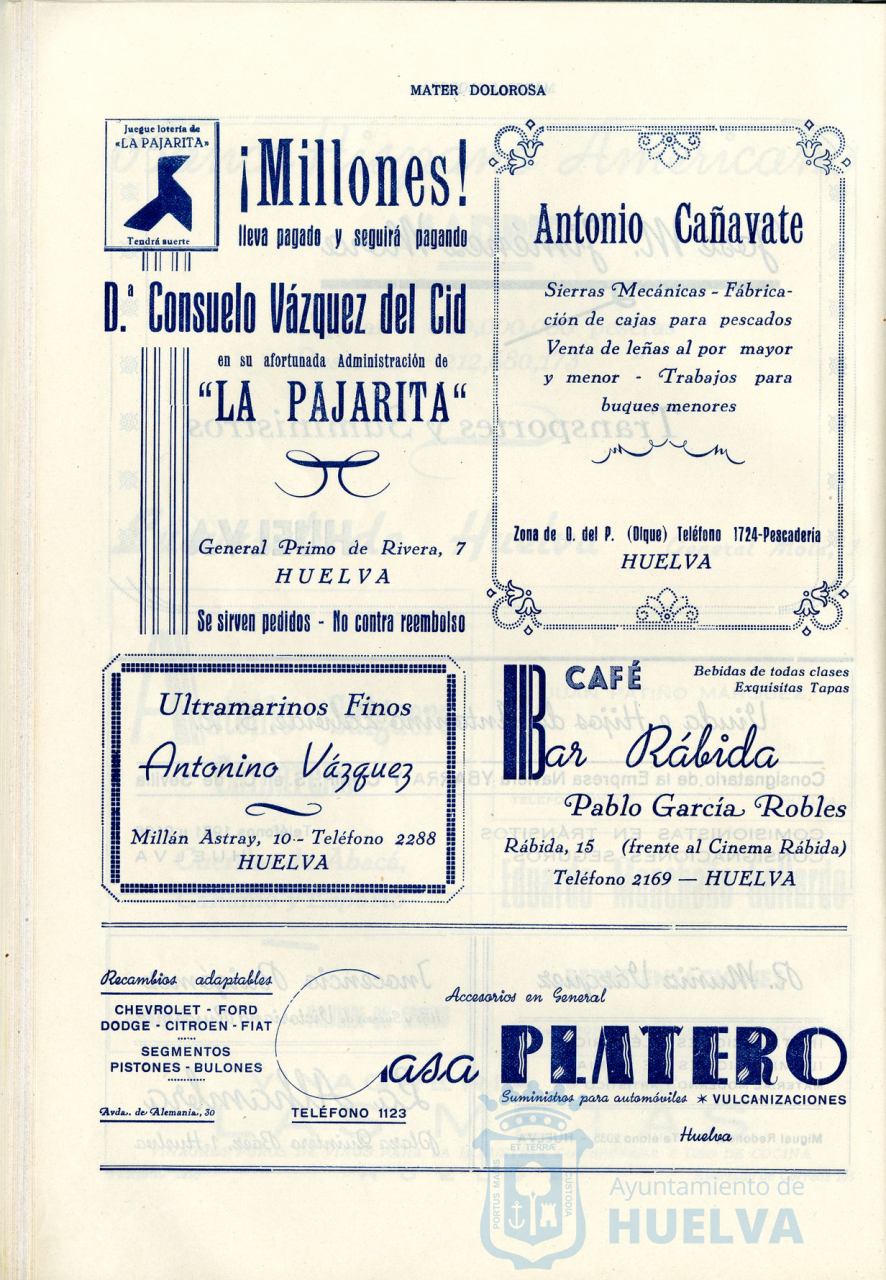 MATER DOLOROSA
Juegue lotería de
«LA PAJARITA»
Tendrá suerte
¡Millones!
lleva pagado y seguirá pagando
D.ª Consuelo Vázquez del Cid
en su afortunada Administración de
“LA PAJARITA“
General Primo de Rivera, 7
HUELVA
Se sirven pedidos - No contra reembolso
Antonio Cañavate
Sierras Mecánicas - Fábrica-
ción de cajas para pescados
Venta de leñas al por mayor
y menor - Trabajos para
buques menores
Zona de O. del P. (Dique) Teléfono 1724-Pescadería
HUELVA
Ultramarinos Finos
Antonino Vázquez
Millán Astray, 10 - Teléfono 2288
HUELVA
CAFÉ
Bebidas de todas clases
Exquisitas Tapas
Bar Rábida
Pablo García Robles
Rábida, 15 (frente al Cinema Rábida)
Teléfono 2169 — HUELVA
Recambios adaptables
CHEVROLET - FORD
DODGE - CITROEN - FIAT
SEGMENTOS
PISTONES - BULONES
Avda. de Alemania, 30
Casa
TELÉFONO 1123
Accesorios en General
PLATERO
Suministros para automóviles ✶ VULCANIZACIONES
Huelva
ET TERRÆ
PORTUS MARIS
CUSTODIA
Ayuntamiento de
HUELVA